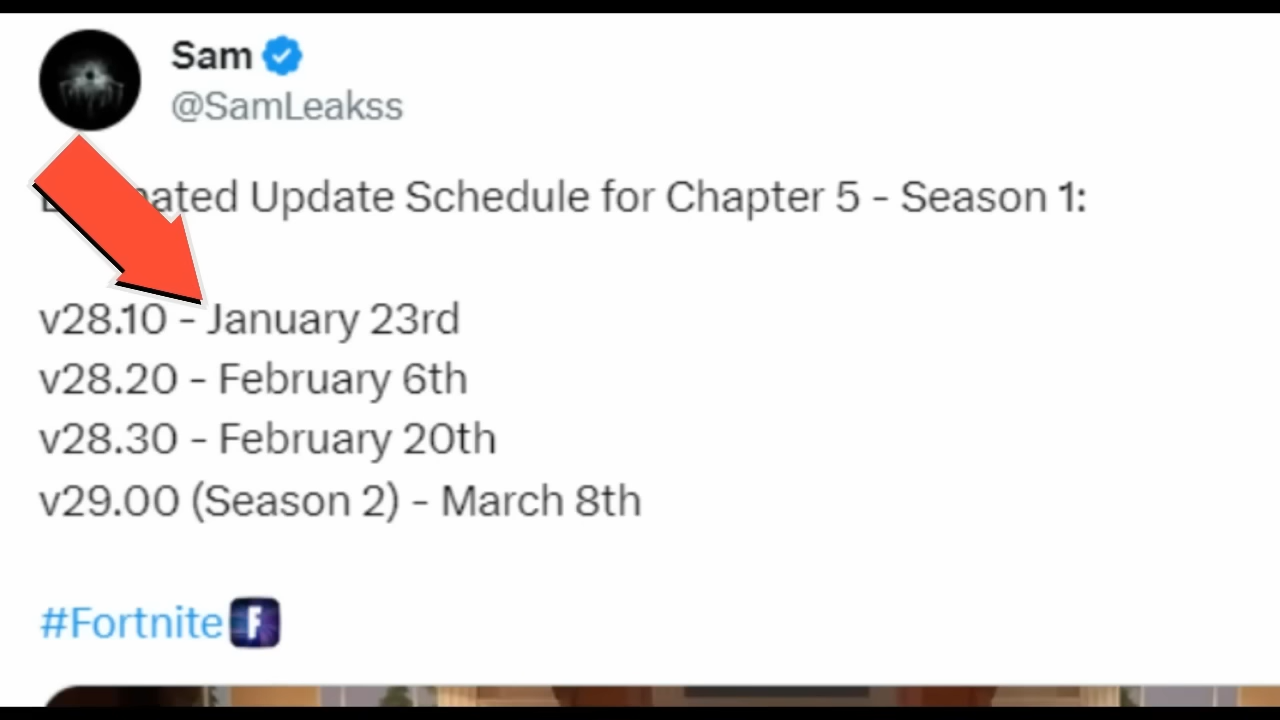 Sam
@SamLeakss
Update Schedule for Chapter 5 - Season 1:
v28.10 - January 23rd
v28.20 - February 6th
v28.30 - February 20th
v29.00 (Season 2) - March 8th
#Fortnite
F